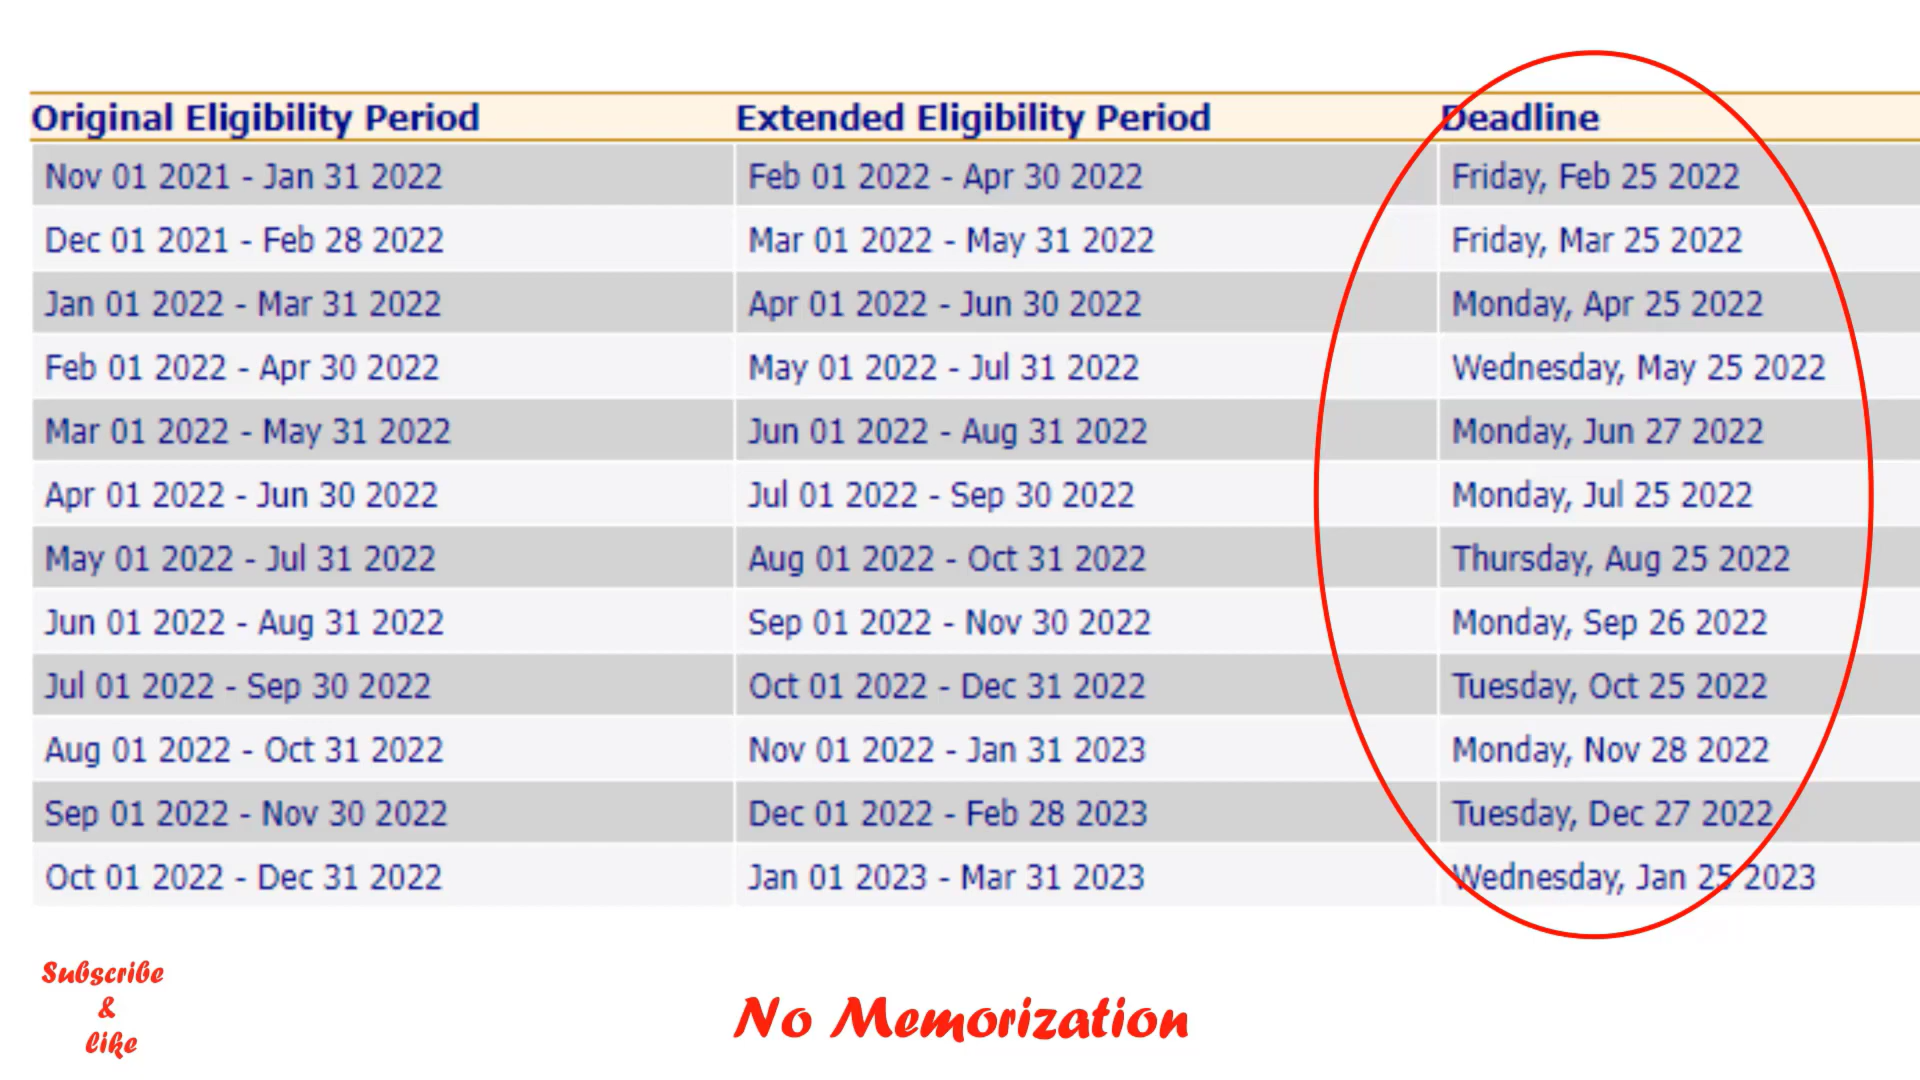 Original Eligibility Period Extended Eligibility Period Deadline
Nov 01 2021 - Jan 31 2022 Feb 01 2022 - Apr 30 2022 Friday, Feb 25 2022
Dec 01 2021 - Feb 28 2022 Mar 01 2022 - May 31 2022 Friday, Mar 25 2022
Jan 01 2022 - Mar 31 2022 Apr 01 2022 - Jun 30 2022 Monday, Apr 25 2022
Feb 01 2022 - Apr 30 2022 May 01 2022 - Jul 31 2022 Wednesday, May 25 2022
Mar 01 2022 - May 31 2022 Jun 01 2022 - Aug 31 2022 Monday, Jun 27 2022
Apr 01 2022 - Jun 30 2022 Jul 01 2022 - Sep 30 2022 Monday, Jul 25 2022
May 01 2022 - Jul 31 2022 Aug 01 2022 - Oct 31 2022 Thursday, Aug 25 2022
Jun 01 2022 - Aug 31 2022 Sep 01 2022 - Nov 30 2022 Monday, Sep 26 2022
Jul 01 2022 - Sep 30 2022 Oct 01 2022 - Dec 31 2022 Tuesday, Oct 25 2022
Aug 01 2022 - Oct 31 2022 Nov 01 2022 - Jan 31 2023 Monday, Nov 28 2022
Sep 01 2022 - Nov 30 2022 Dec 01 2022 - Feb 28 2023 Tuesday, Dec 27 2022
Oct 01 2022 - Dec 31 2022 Jan 01 2023 - Mar 31 2023 Wednesday, Jan 25 2023
Subscribe
&
like
No Memorization